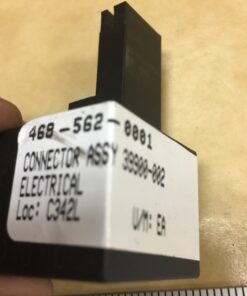 468-562-0001
CONNECTOR ASSY 39900-002
ELECTRICAL
Loc: C342L U/M: EA